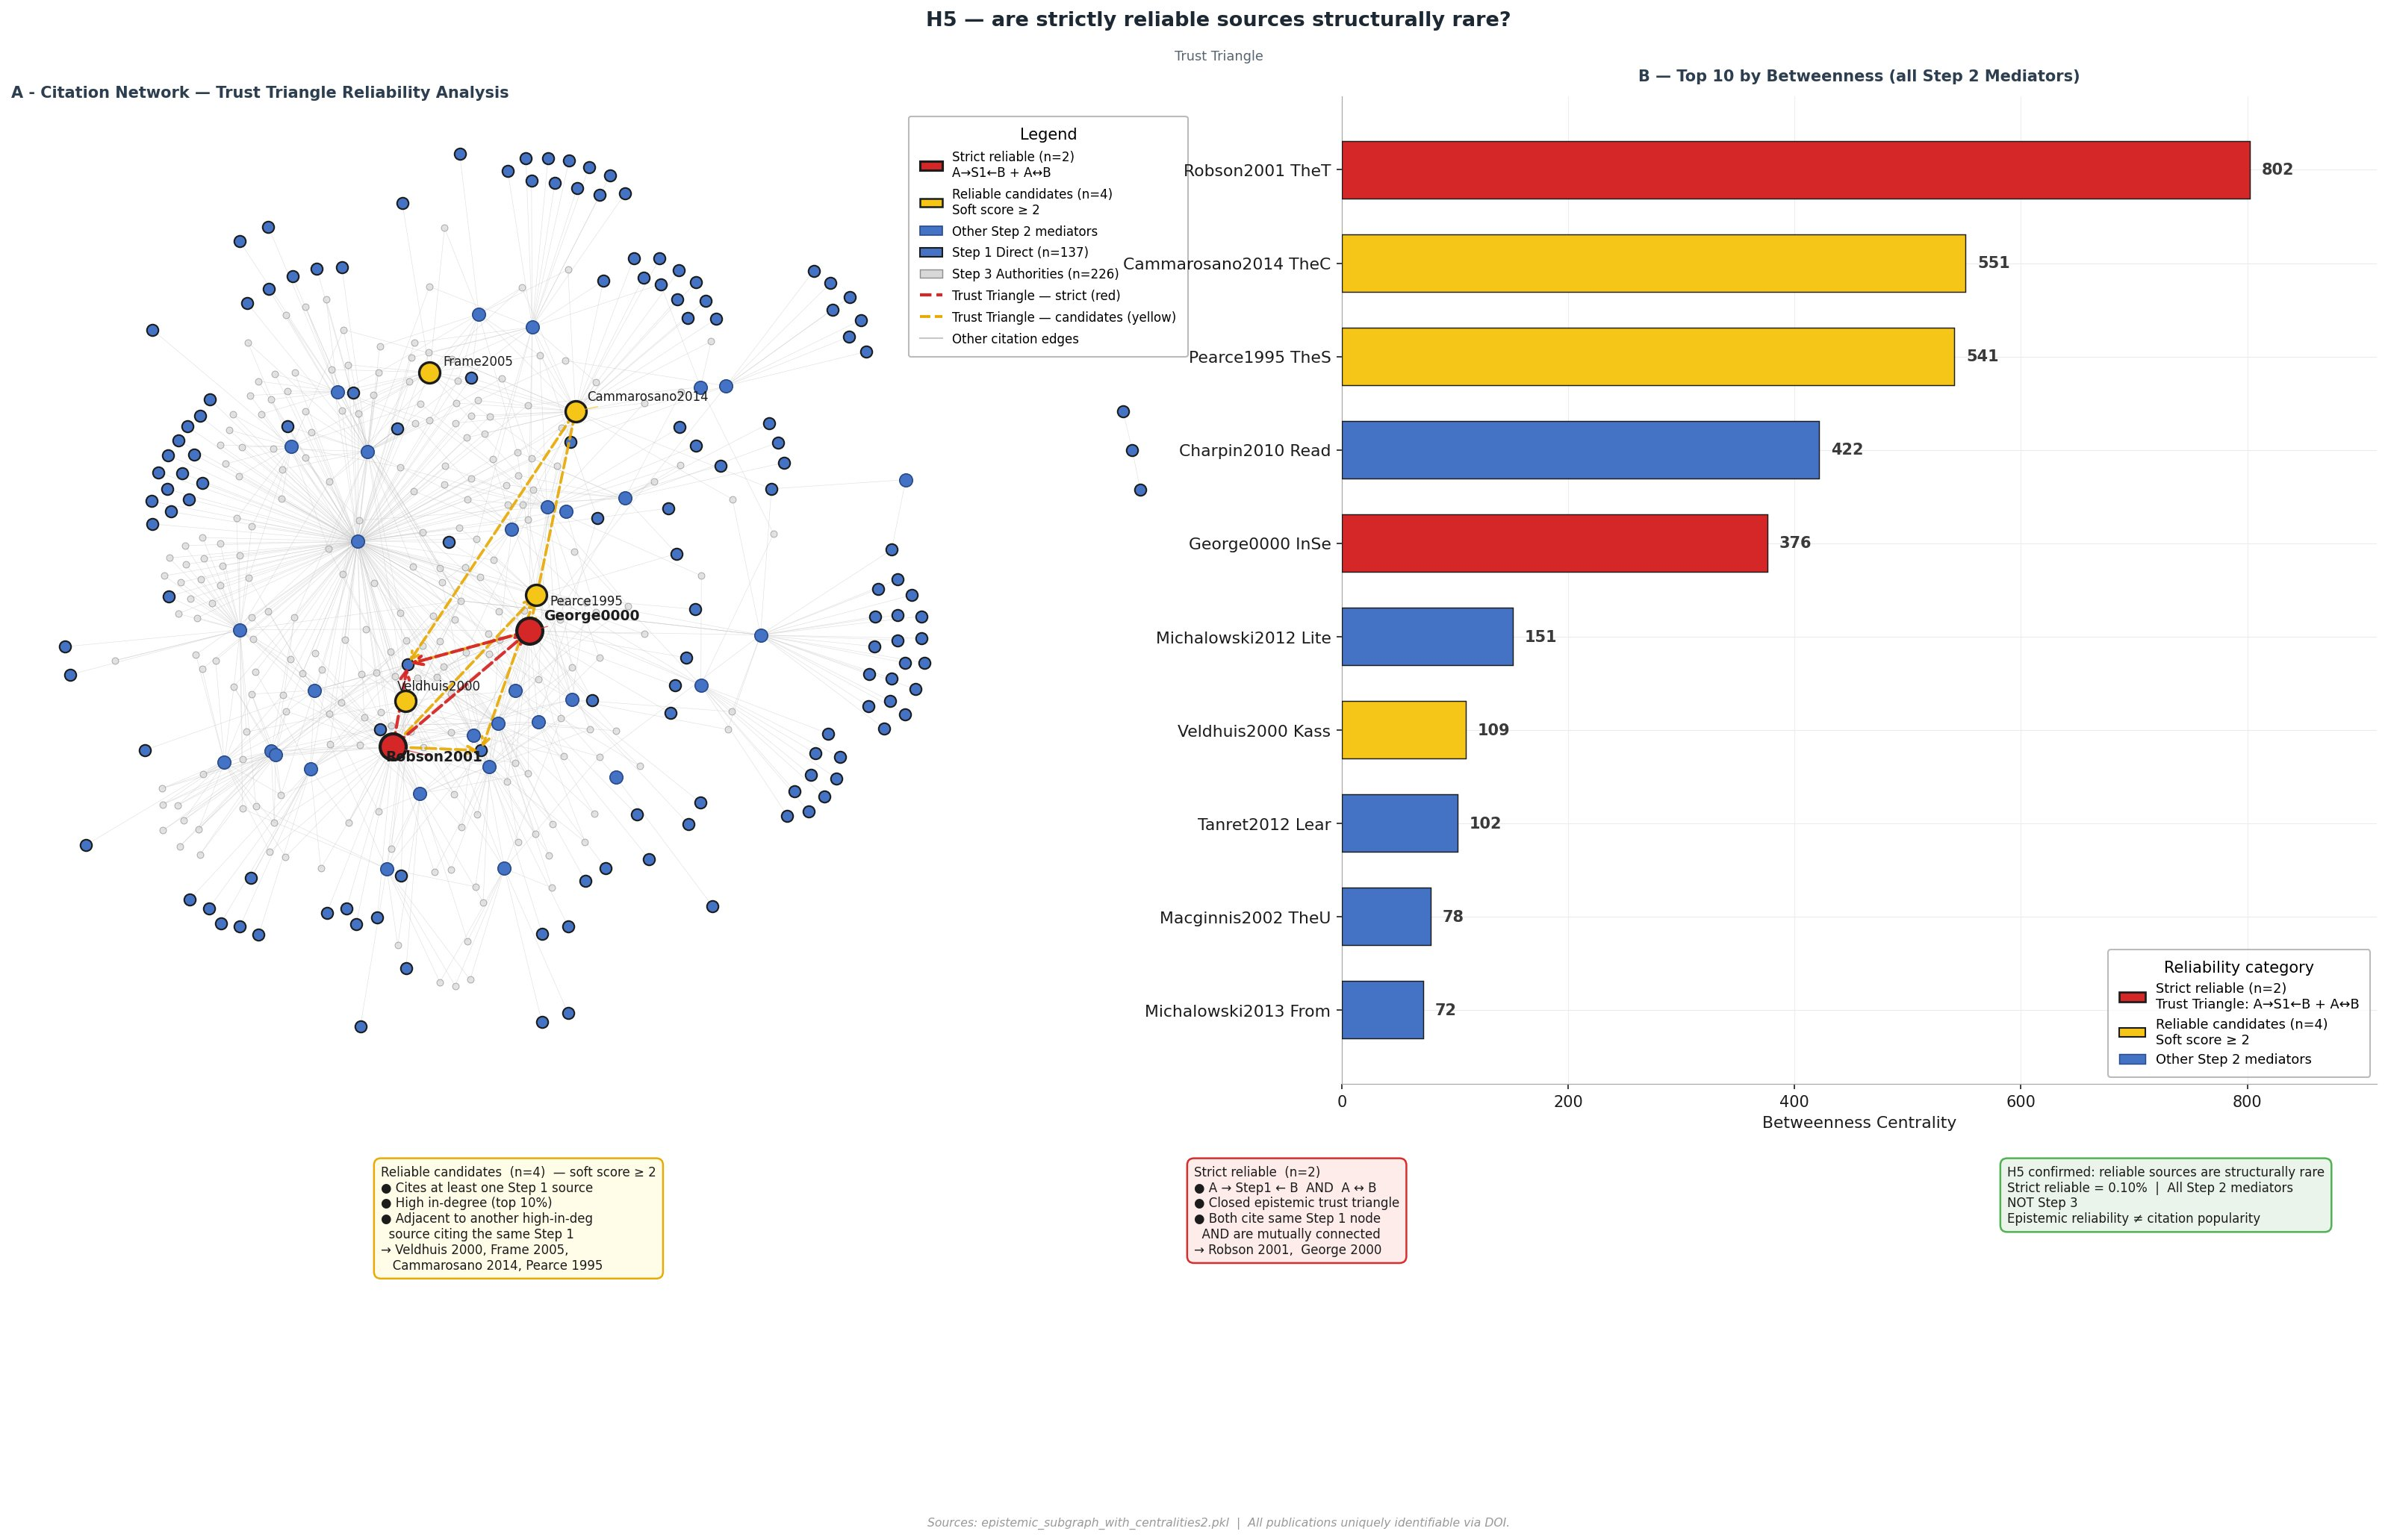 H5 — are strictly reliable sources structurally rare?
Trust Triangle
A - Citation Network — Trust Triangle Reliability Analysis
Frame2005
Cammarosano2014
Pearce1995
George0000
Veldhuis2000
Robson2001
Legend
Strict reliable (n=2)
A→S1←B + A↔B
Reliable candidates (n=4)
Soft score ≥ 2
Other Step 2 mediators
Step 1 Direct (n=137)
Step 3 Authorities (n=226)
Trust Triangle — strict (red)
Trust Triangle — candidates (yellow)
Other citation edges
B — Top 10 by Betweenness (all Step 2 Mediators)
Robson2001 TheT 802
Cammarosano2014 TheC 551
Pearce1995 TheS 541
Charpin2010 Read 422
George0000 InSe 376
Michalowski2012 Lite 151
Veldhuis2000 Kass 109
Tanret2012 Lear 102
Macginnis2002 TheU 78
Michalowski2013 From 72
Reliability category
Strict reliable (n=2)
Trust Triangle: A→S1←B + A↔B
Reliable candidates (n=4)
Soft score ≥ 2
Other Step 2 mediators
0 200 400 600 800
Betweenness Centrality
Reliable candidates (n=4) — soft score ≥ 2
● Cites at least one Step 1 source
● High in-degree (top 10%)
● Adjacent to another high-in-deg
source citing the same Step 1
→ Veldhuis 2000, Frame 2005,
Cammarosano 2014, Pearce 1995
Strict reliable (n=2)
● A → Step1 ← B AND A ↔ B
● Closed epistemic trust triangle
● Both cite same Step 1 node
AND are mutually connected
→ Robson 2001, George 2000
H5 confirmed: reliable sources are structurally rare
Strict reliable = 0.10% | All Step 2 mediators
NOT Step 3
Epistemic reliability ≠ citation popularity
Sources: epistemic_subgraph_with_centralities2.pkl | All publications uniquely identifiable via DOI.